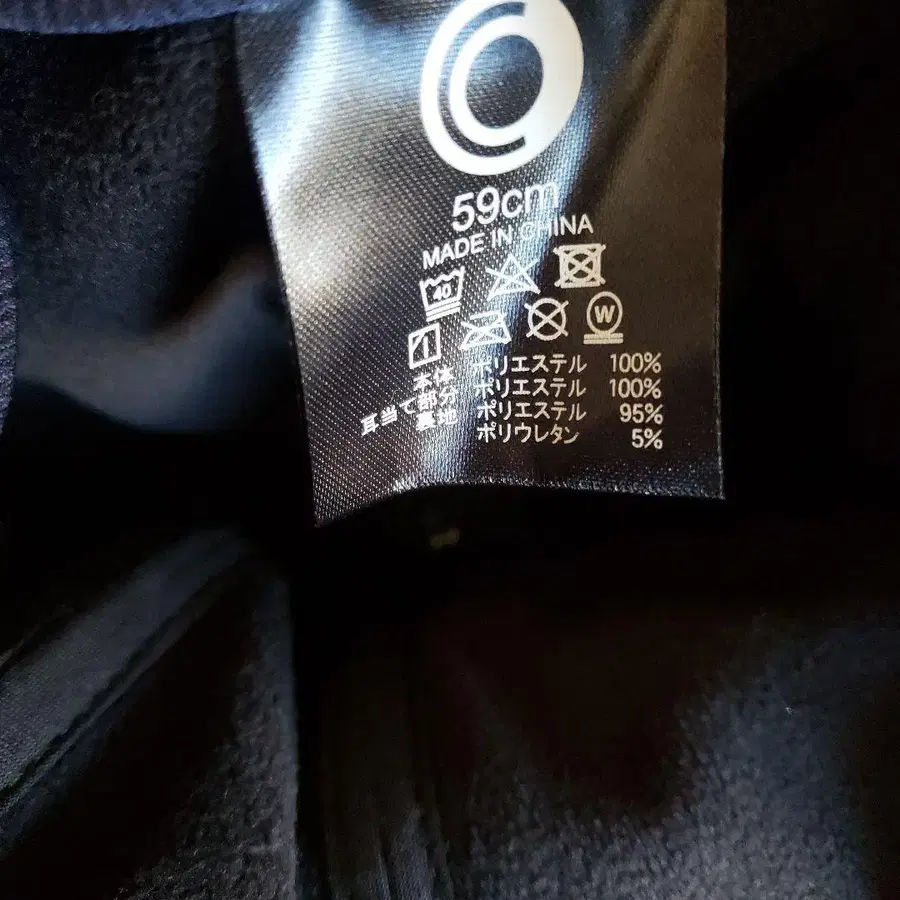 59cm
MADE IN CHINA
40
W
本体 ポリエステル 100%
耳当て部分 ポリエステル 100%
裏地 ポリエステル 95%
ポリウレタン 5%